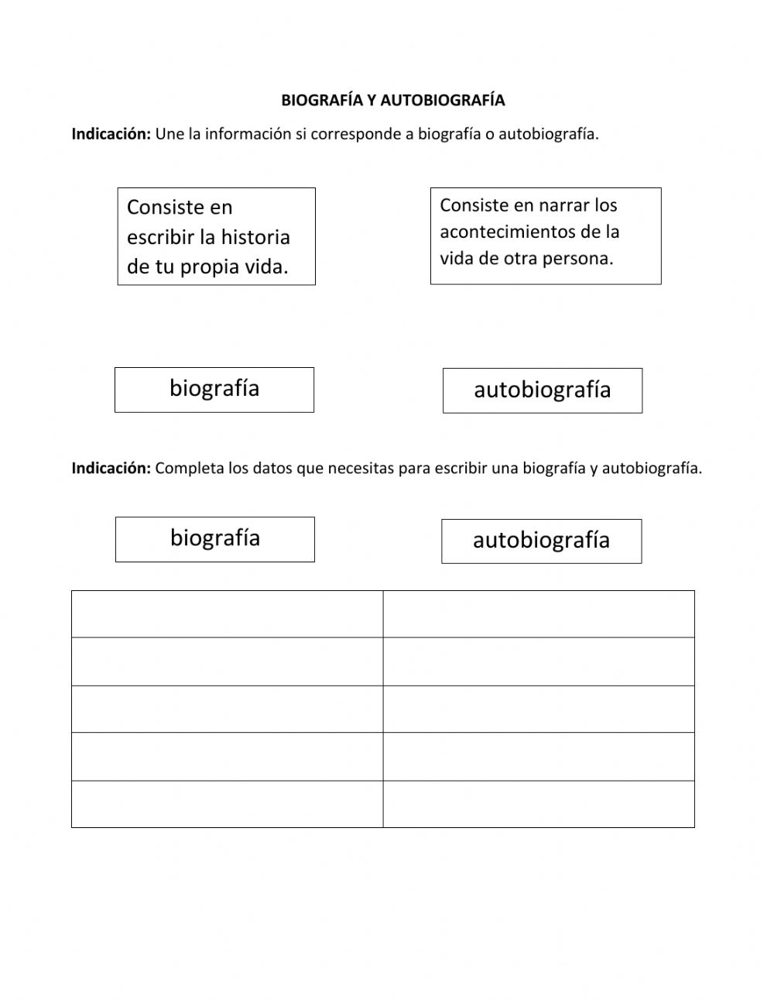 BIOGRAFÍA Y AUTOBIOGRAFÍA
Indicación: Une la información si corresponde a biografía o autobiografía.
Consiste en
escribir la historia
de tu propia vida.
Consiste en narrar los
acontecimientos de la
vida de otra persona.
biografía
autobiografía
Indicación: Completa los datos que necesitas para escribir una biografía y autobiografía.
biografía
autobiografía